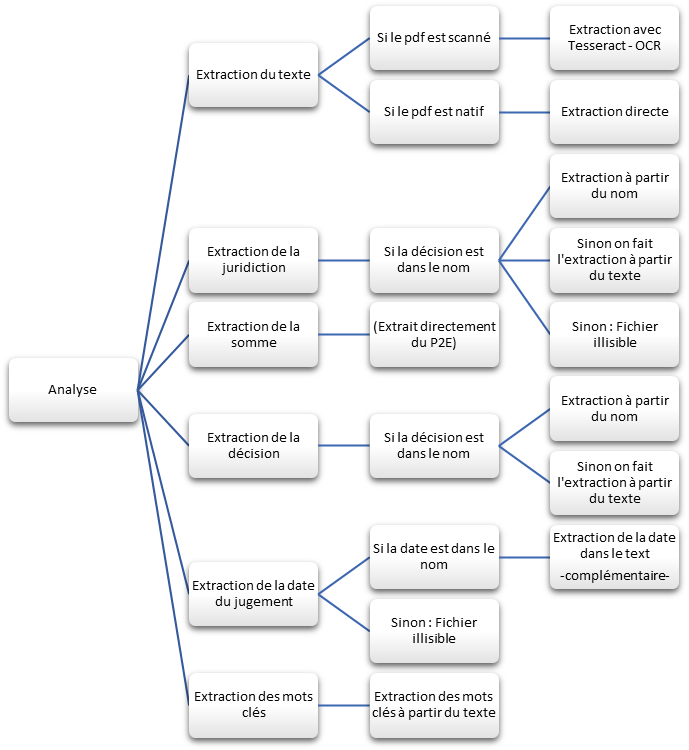 Analyse
Extraction du texte
Si le pdf est scanné
Extraction avec
Tesseract - OCR
Si le pdf est natif
Extraction directe
Extraction de la
juridiction
Si la décision est
dans le nom
Extraction à partir
du nom
Sinon on fait
l'extraction à partir
du texte
Sinon : Fichier
illisible
Extraction de la
somme
(Extrait directement
du P2E)
Extraction de la
décision
Si la décision est
dans le nom
Extraction à partir
du nom
Sinon on fait
l'extraction à partir
du texte
Extraction de la date
du jugement
Si la date est dans le
nom
Extraction de la date
dans le text
-complémentaire-
Sinon : Fichier
illisible
Extraction des mots
clés
Extraction des mots
clés à partir du texte